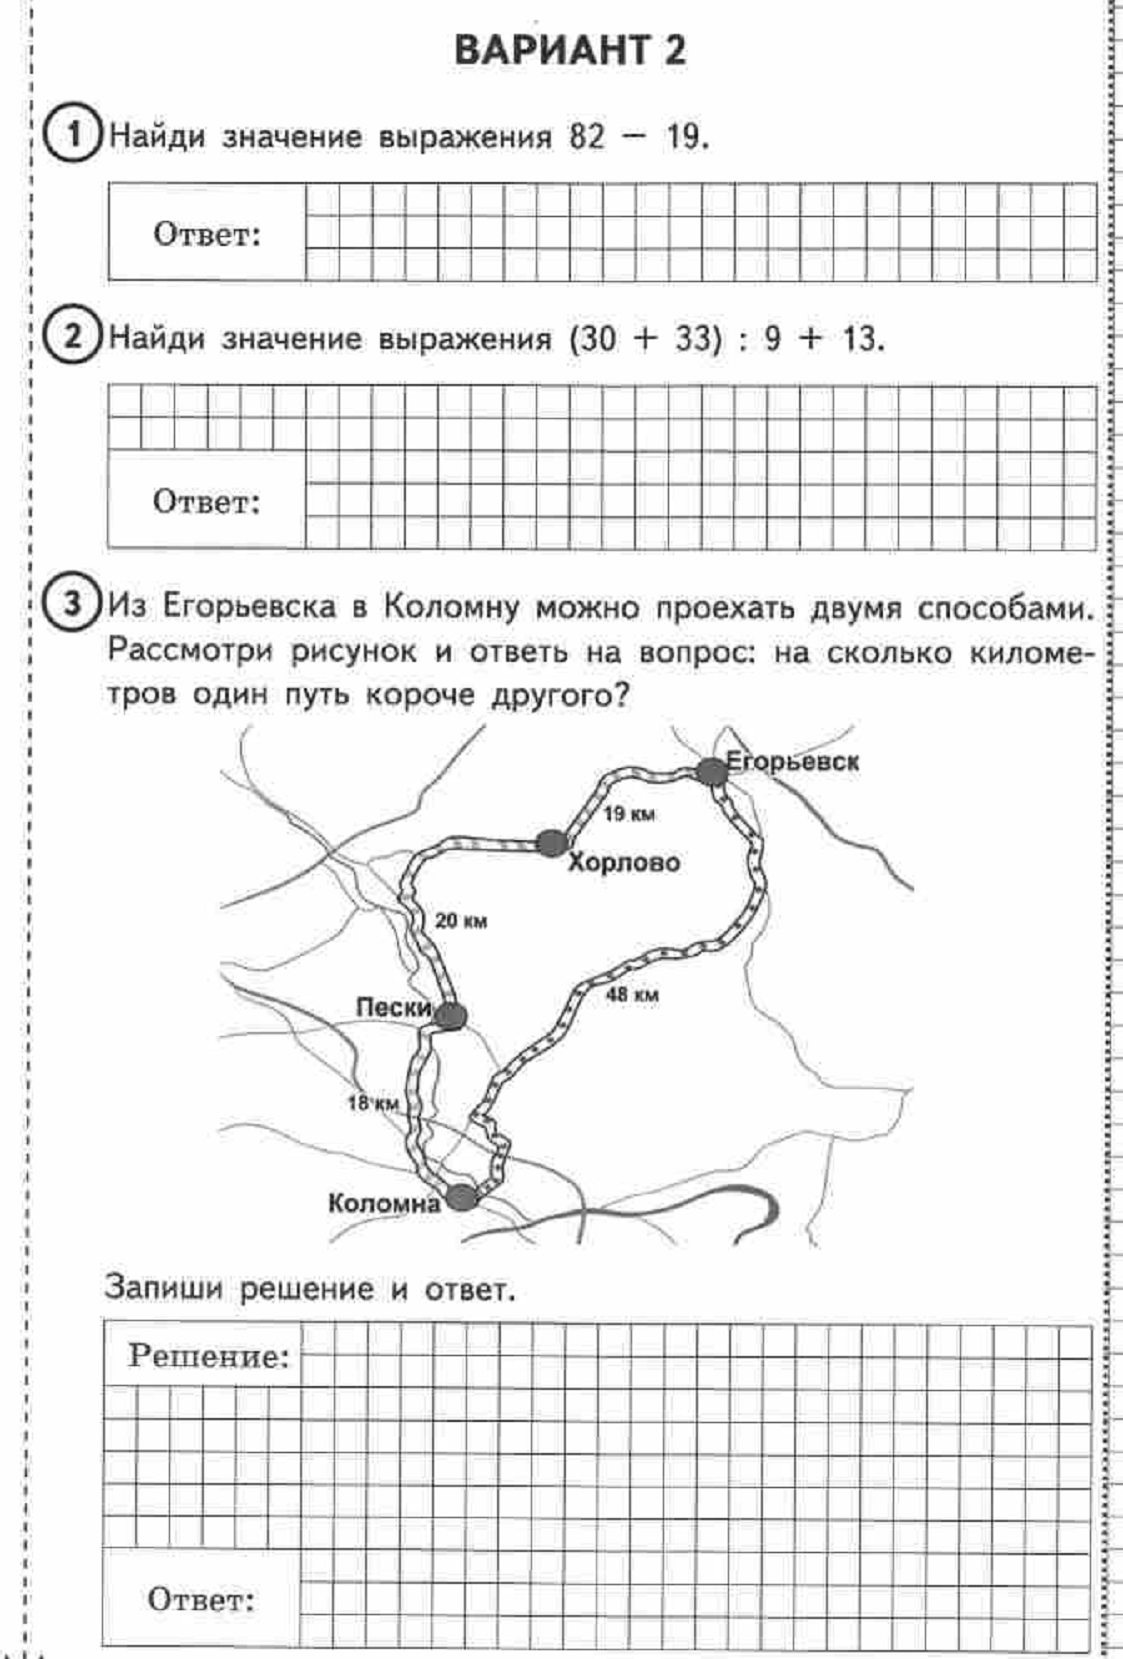 ВАРИАНТ 2
1 Найди значение выражения 82 − 19.
Ответ:
2 Найди значение выражения (30 + 33) : 9 + 13.
Ответ:
3 Из Егорьевска в Коломну можно проехать двумя способами.
Рассмотри рисунок и ответь на вопрос: на сколько киломе-
тров один путь короче другого?
Егорьевск
19 км
Хорлово
20 км
48 км
Пески
18 км
Коломна
Запиши решение и ответ.
Решение:
Ответ: